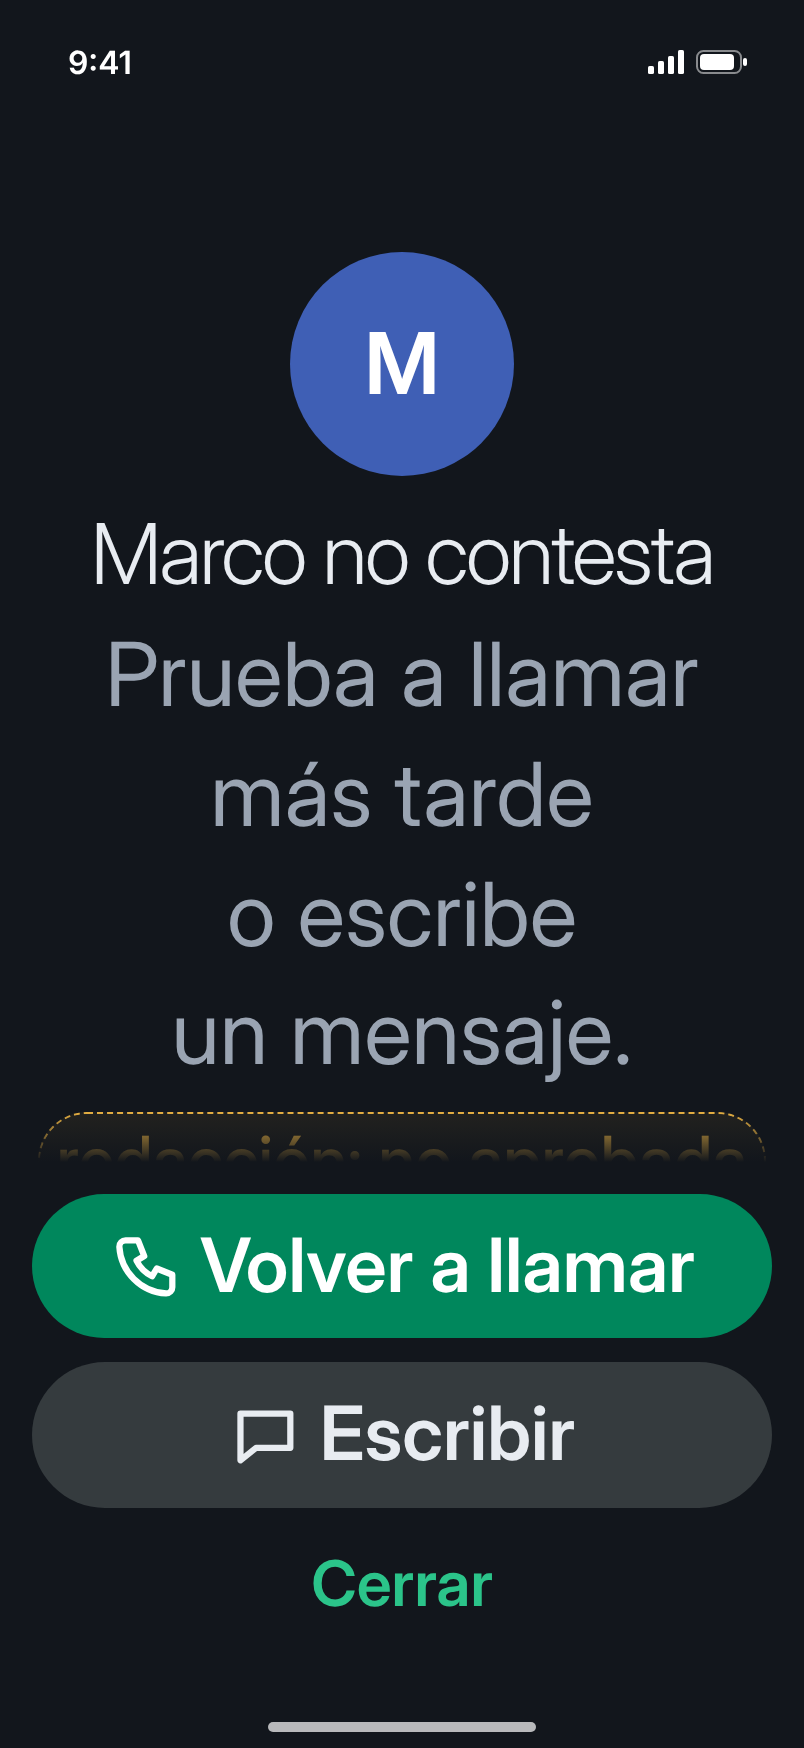 9:41
M
Marco no contesta
Prueba a llamar
más tarde
o escribe
un mensaje.
Volver a llamar
Escribir
Cerrar